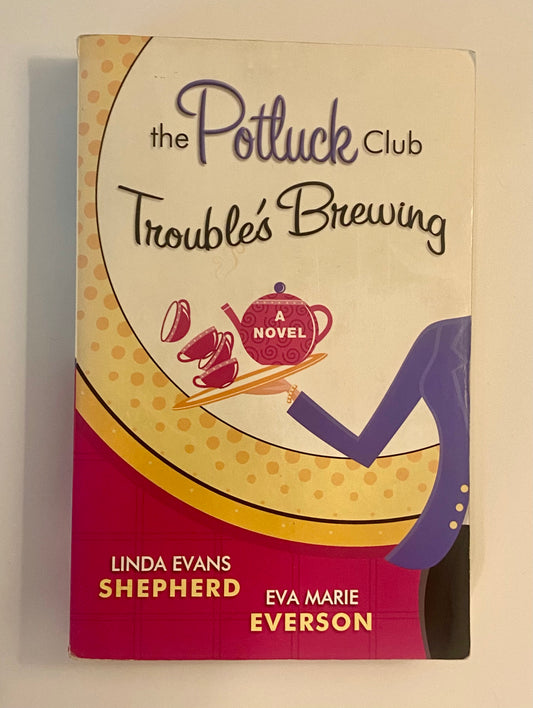 the Potluck Club
Trouble's Brewing
A
NOVEL
LINDA EVANS
SHEPHERD
EVA MARIE
EVERSON